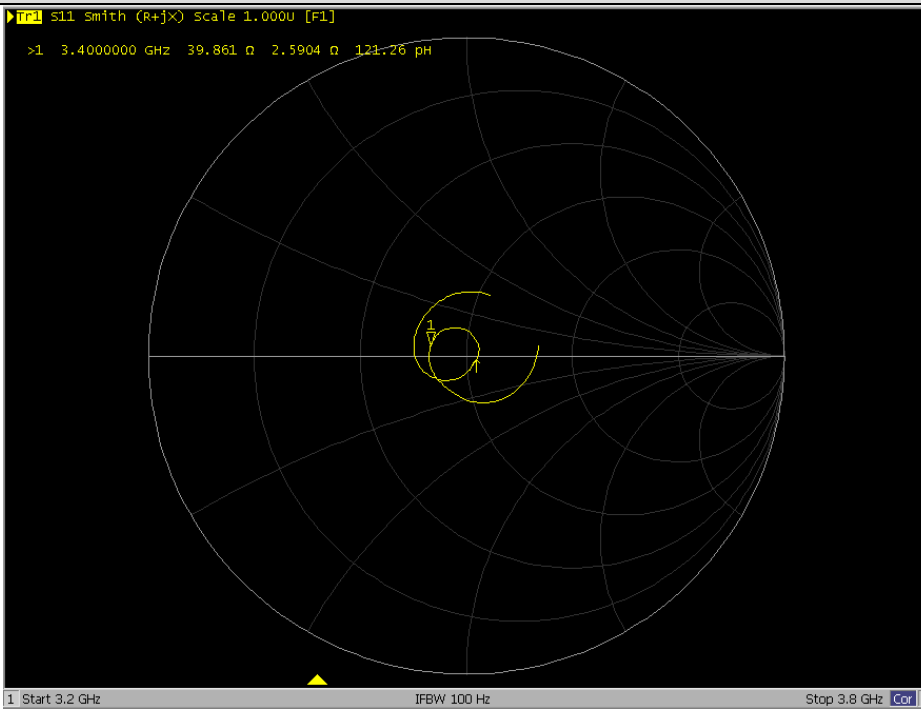 Tr1 S11 Smith (R+jX) Scale 1.000U [F1]
>1 3.4000000 GHz 39.861 Ω 2.5904 Ω 121.26 pH
1
1 Start 3.2 GHz IFBW 100 Hz Stop 3.8 GHz Cor